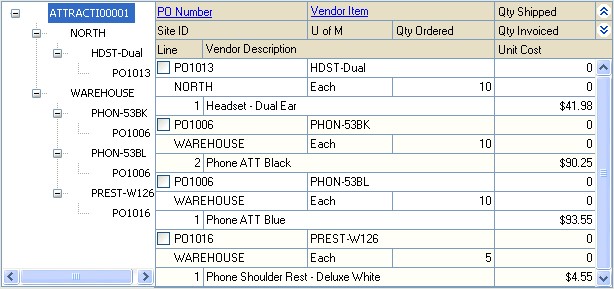 ATTRACTI00001
NORTH
HDST-Dual
PO1013
WAREHOUSE
PHON-53BK
PO1006
PHON-53BL
PO1006
PREST-W126
PO1016
PO Number Vendor Item Qty Shipped
Site ID U of M Qty Ordered Qty Invoiced
Line Vendor Description Unit Cost
PO1013 HDST-Dual 0
NORTH Each 10 0
1 Headset - Dual Ear $41.98
PO1006 PHON-53BK 0
WAREHOUSE Each 10 0
2 Phone ATT Black $90.25
PO1006 PHON-53BL 0
WAREHOUSE Each 10 0
1 Phone ATT Blue $93.55
PO1016 PREST-W126 0
WAREHOUSE Each 5 0
1 Phone Shoulder Rest - Deluxe White $4.55